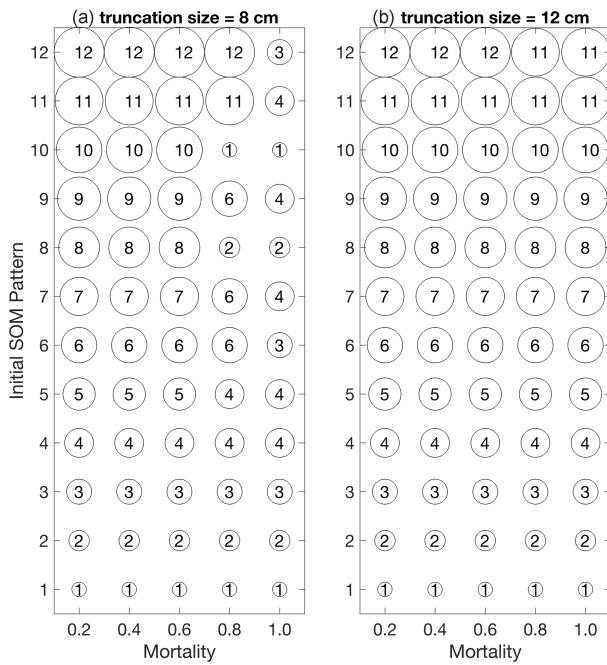 (a) truncation size = 8 cm
(b) truncation size = 12 cm
Initial SOM Pattern
12 12 12 12 12 3
11 11 11 11 11 4
10 10 10 10 1 1
9 9 9 9 6 4
8 8 8 8 2 2
7 7 7 7 6 4
6 6 6 6 6 3
5 5 5 5 4 4
4 4 4 4 4 4
3 3 3 3 3 3
2 2 2 2 2 2
1 1 1 1 1 1
0.2 0.4 0.6 0.8 1.0
Mortality
12 12 12 12 11 11
11 11 11 11 11 11
10 10 10 10 10 10
9 9 9 9 9 9
8 8 8 8 8 8
7 7 7 7 7 7
6 6 6 6 6 6
5 5 5 5 5 5
4 4 4 4 4 4
3 3 3 3 3 3
2 2 2 2 2 2
1 1 1 1 1 1
0.2 0.4 0.6 0.8 1.0
Mortality